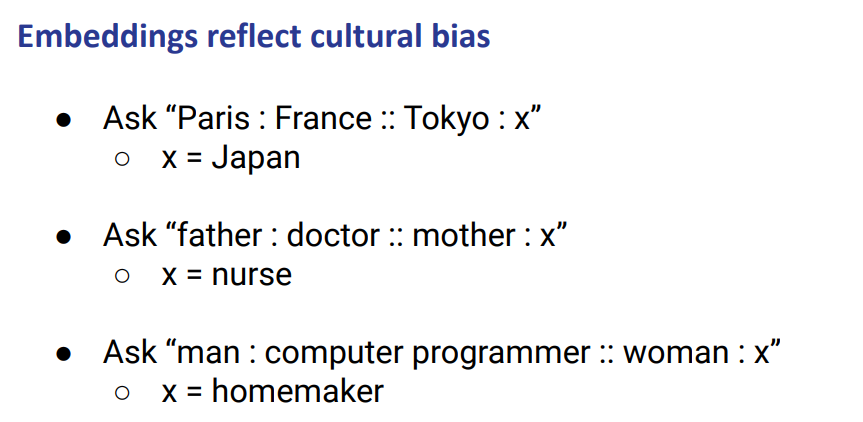 Embeddings reflect cultural bias
● Ask “Paris : France :: Tokyo : x”
○ x = Japan
● Ask “father : doctor :: mother : x”
○ x = nurse
● Ask “man : computer programmer :: woman : x”
○ x = homemaker